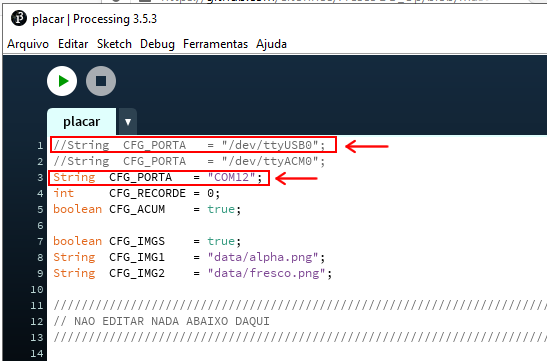 placar | Processing 3.5.3
Arquivo Editar Sketch Debug Ferramentas Ajuda
placar
1 //String CFG_PORTA = "/dev/ttyUSB0";
2 //String CFG_PORTA = "/dev/ttyACM0";
3 String CFG_PORTA = "COM12";
4 int CFG_RECORDE = 0;
5 boolean CFG_ACUM = true;
6
7 boolean CFG_IMGS = true;
8 String CFG_IMG1 = "data/alpha.png";
9 String CFG_IMG2 = "data/fresco.png";
10
11 ///////////////////////////////////////////////////////////////////////
12 // NAO EDITAR NADA ABAIXO DAQUI
13 ///////////////////////////////////////////////////////////////////////
14